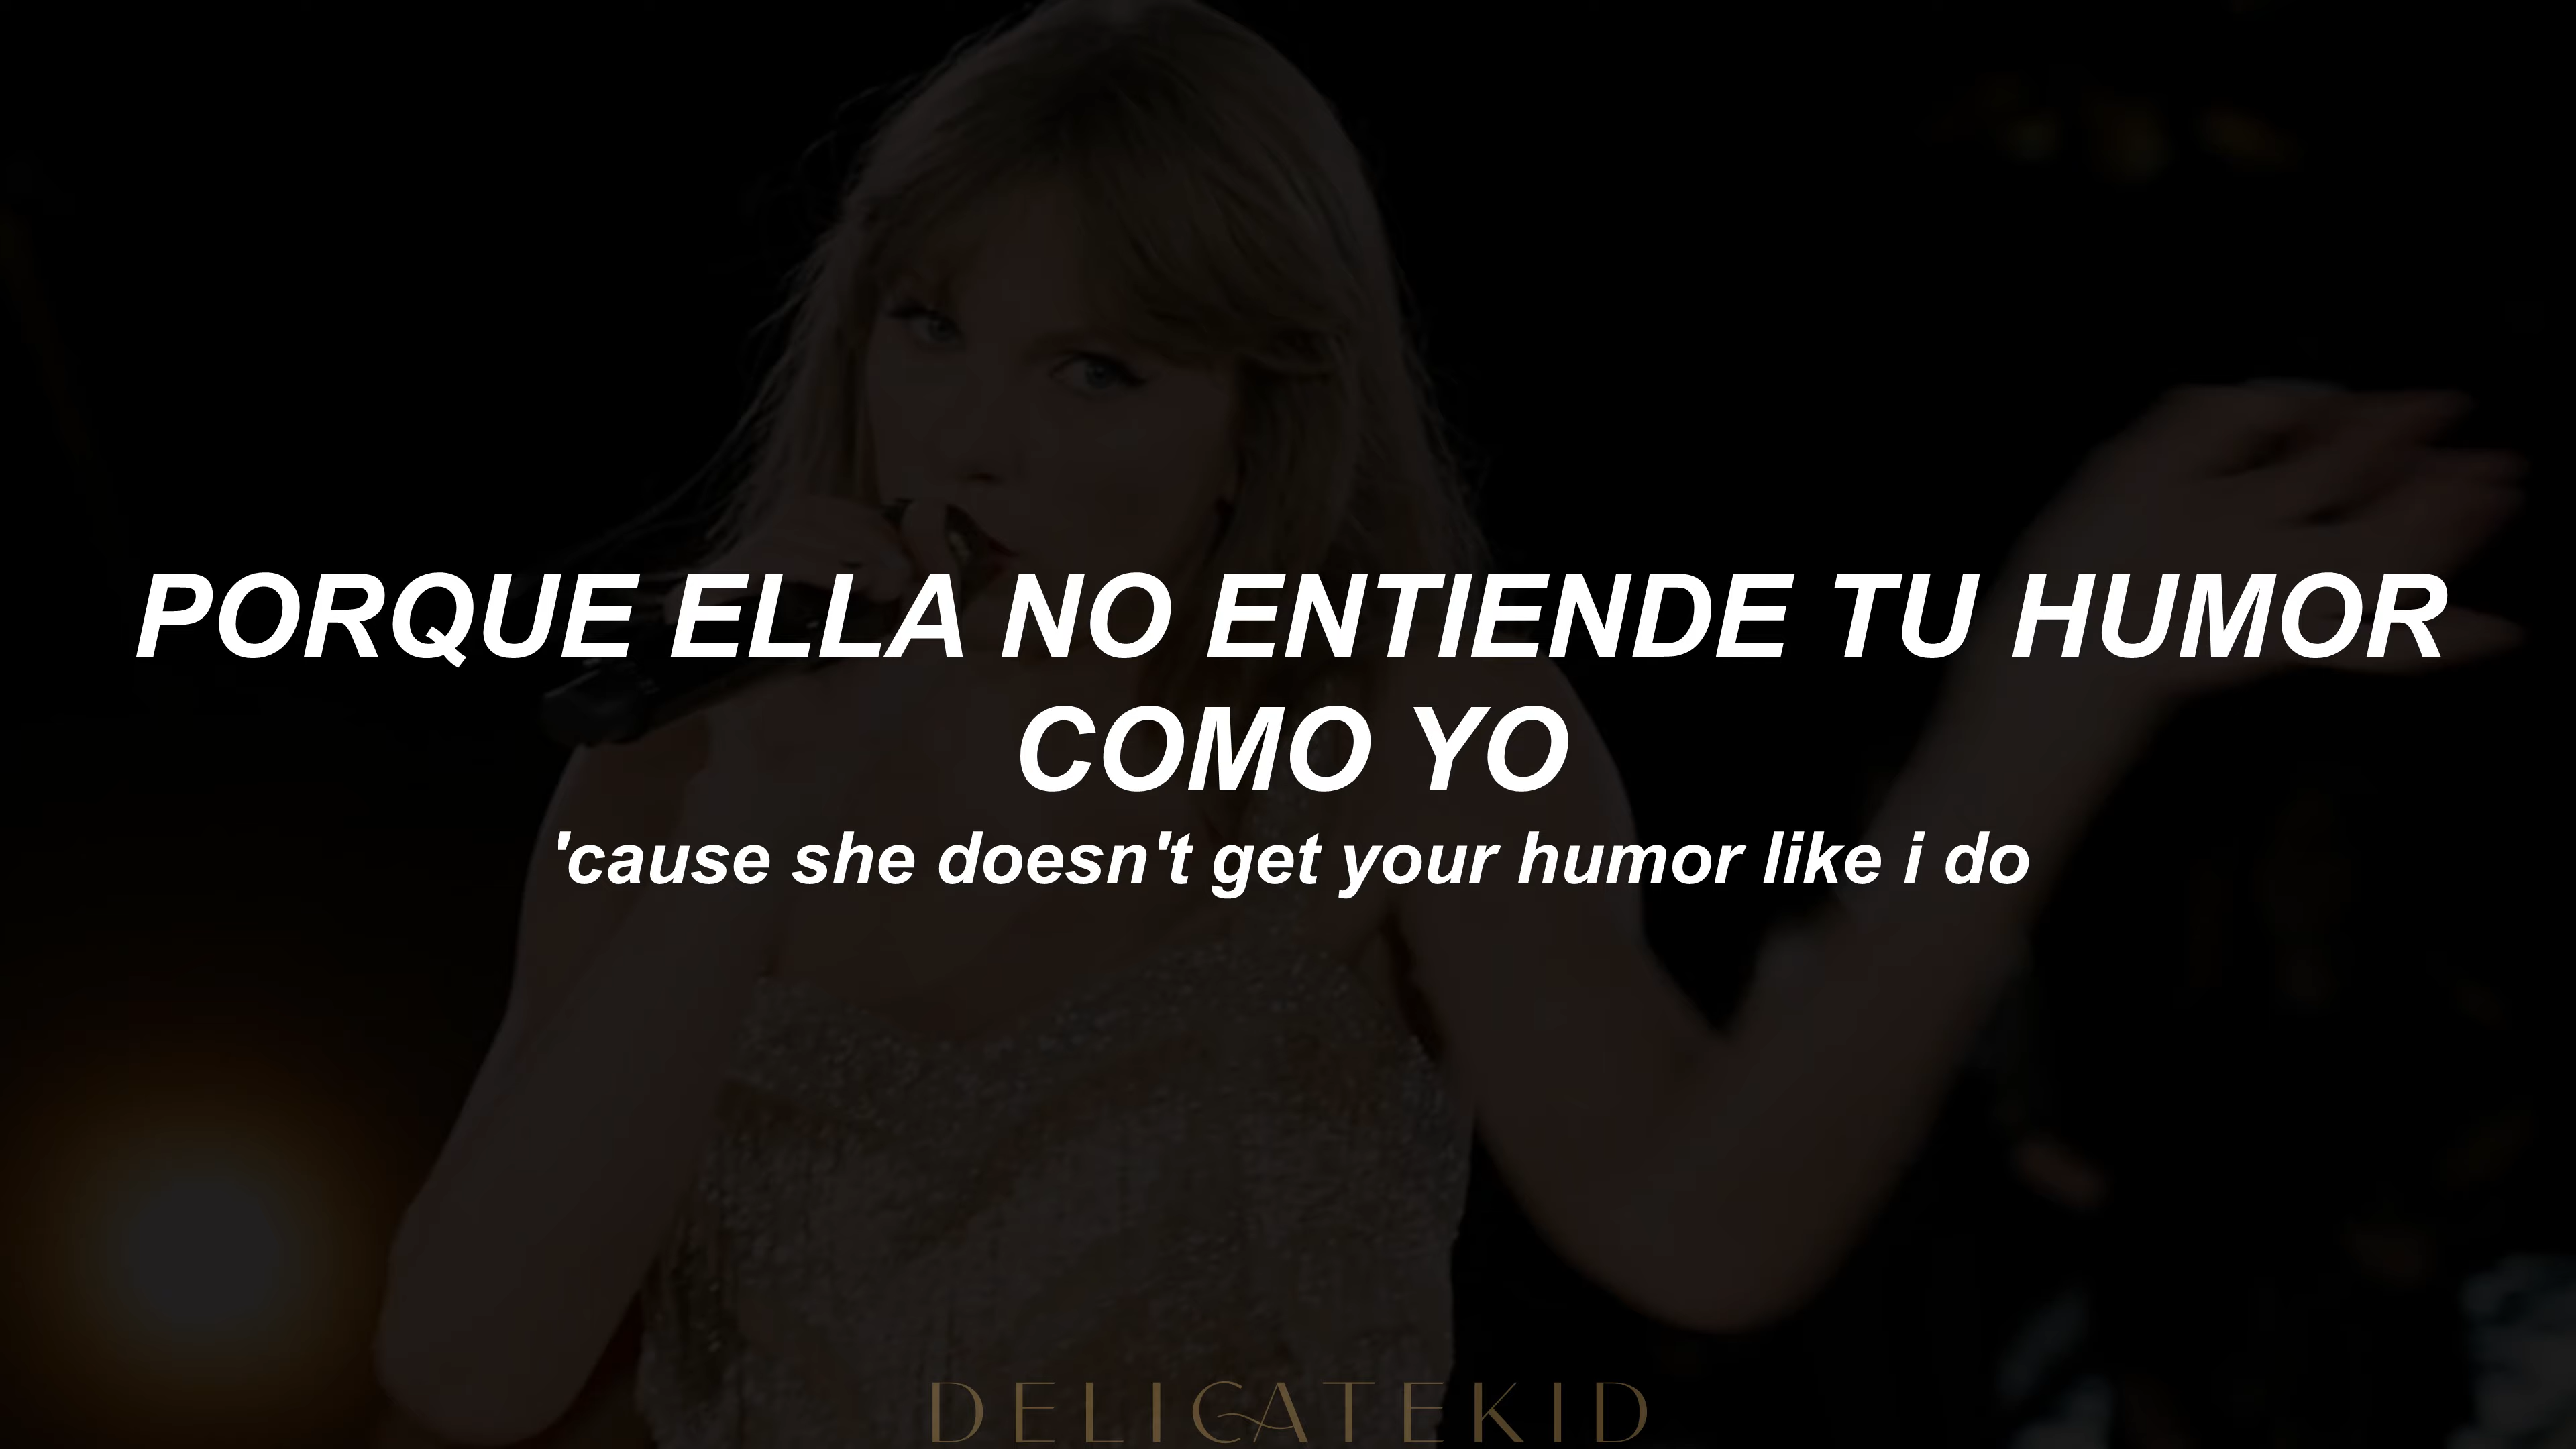 PORQUE ELLA NO ENTIENDE TU HUMOR
COMO YO
'cause she doesn't get your humor like i do
DELICATEKID